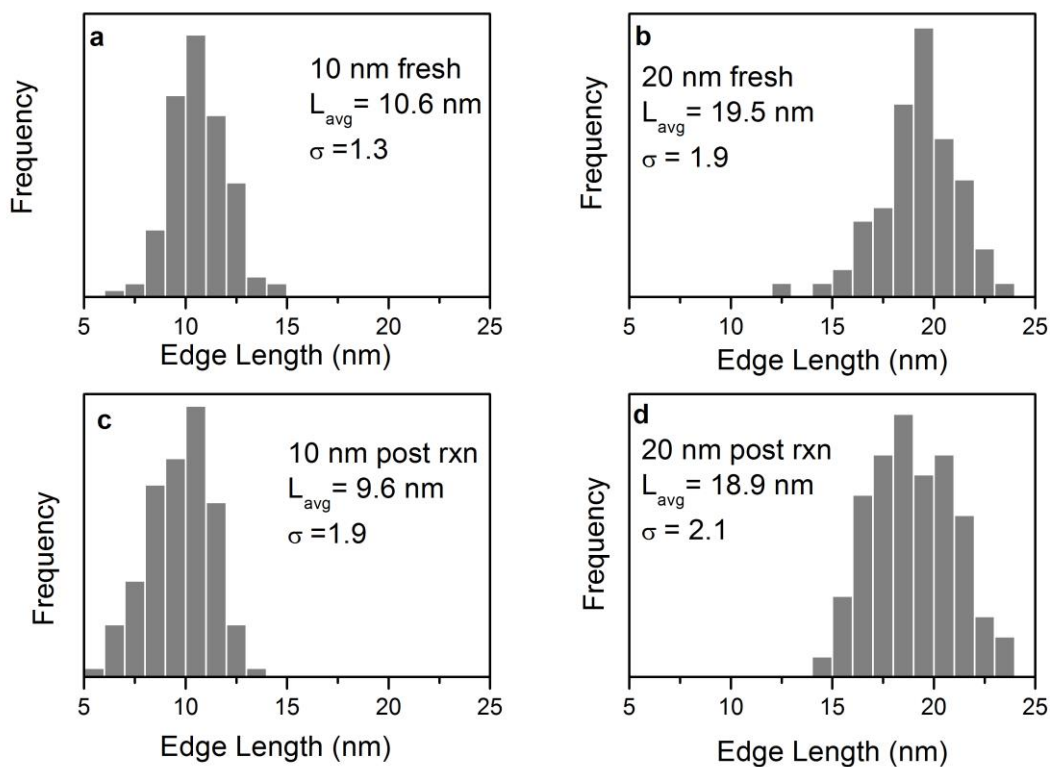 a
10 nm fresh
L_avg = 10.6 nm
σ =1.3
Frequency
5 10 15 20 25
Edge Length (nm)
b
20 nm fresh
L_avg = 19.5 nm
σ = 1.9
Frequency
5 10 15 20 25
Edge Length (nm)
c
10 nm post rxn
L_avg = 9.6 nm
σ =1.9
Frequency
5 10 15 20 25
Edge Length (nm)
d
20 nm post rxn
L_avg = 18.9 nm
σ = 2.1
Frequency
5 10 15 20 25
Edge Length (nm)